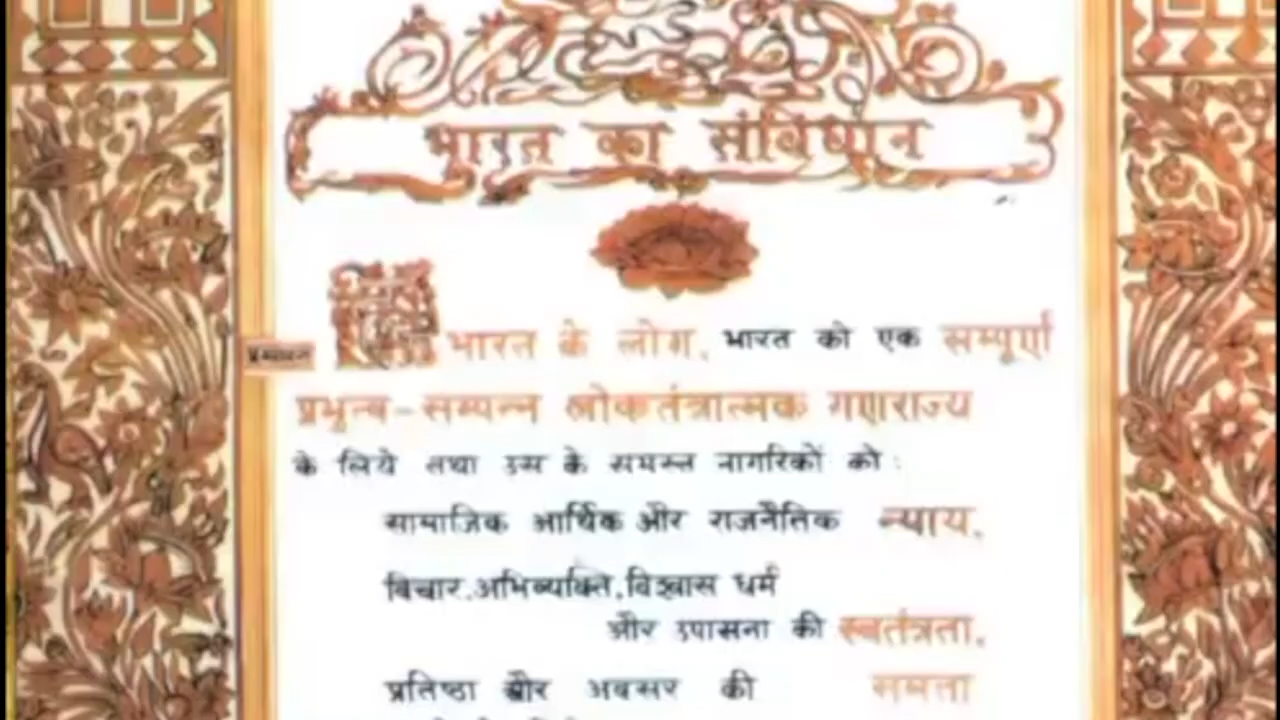 भारत का संविधान
भारत के लोग, भारत को एक सम्पूर्ण
प्रभुत्व-सम्पन्न लोकतंत्रात्मक गणराज्य
के लिये तथा उस के समस्त नागरिकों को :
सामाजिक आर्थिक और राजनैतिक न्याय,
विचार,अभिव्यक्ति,विश्वास धर्म
और उपासना की स्वतंत्रता,
प्रतिष्ठा और अवसर की समता